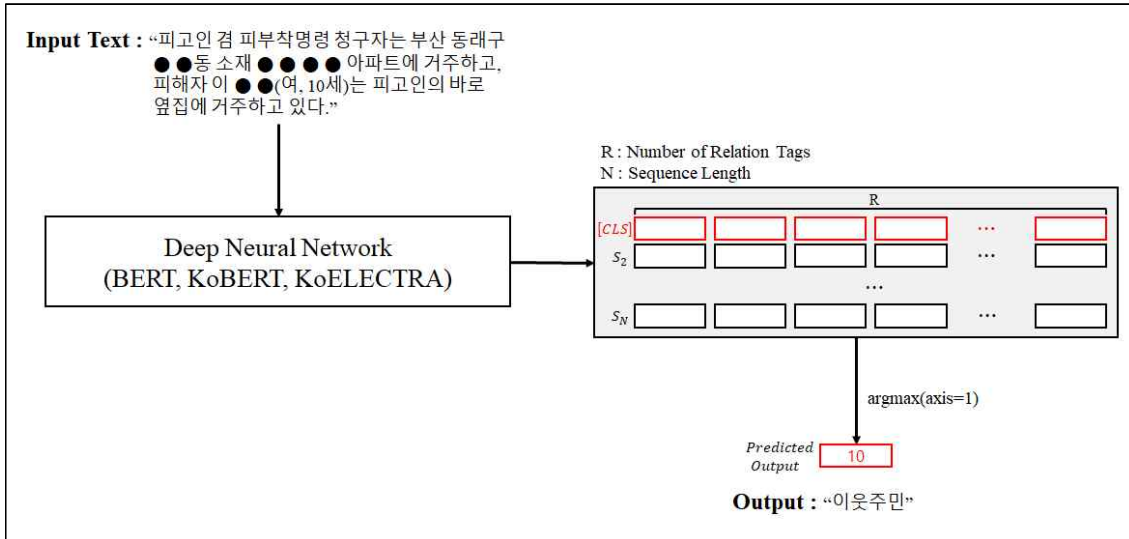 Input Text : “피고인 겸 피부착명령 청구자는 부산 동래구
● ●동 소재 ● ● ● ● 아파트에 거주하고,
피해자 이 ● ●(여, 10세)는 피고인의 바로
옆집에 거주하고 있다.”
R : Number of Relation Tags
N : Sequence Length
R
[CLS]
...
Deep Neural Network
(BERT, KoBERT, KoELECTRA)
S₂
...
...
S_N
...
argmax(axis=1)
Predicted
Output
10
Output : “이웃주민”